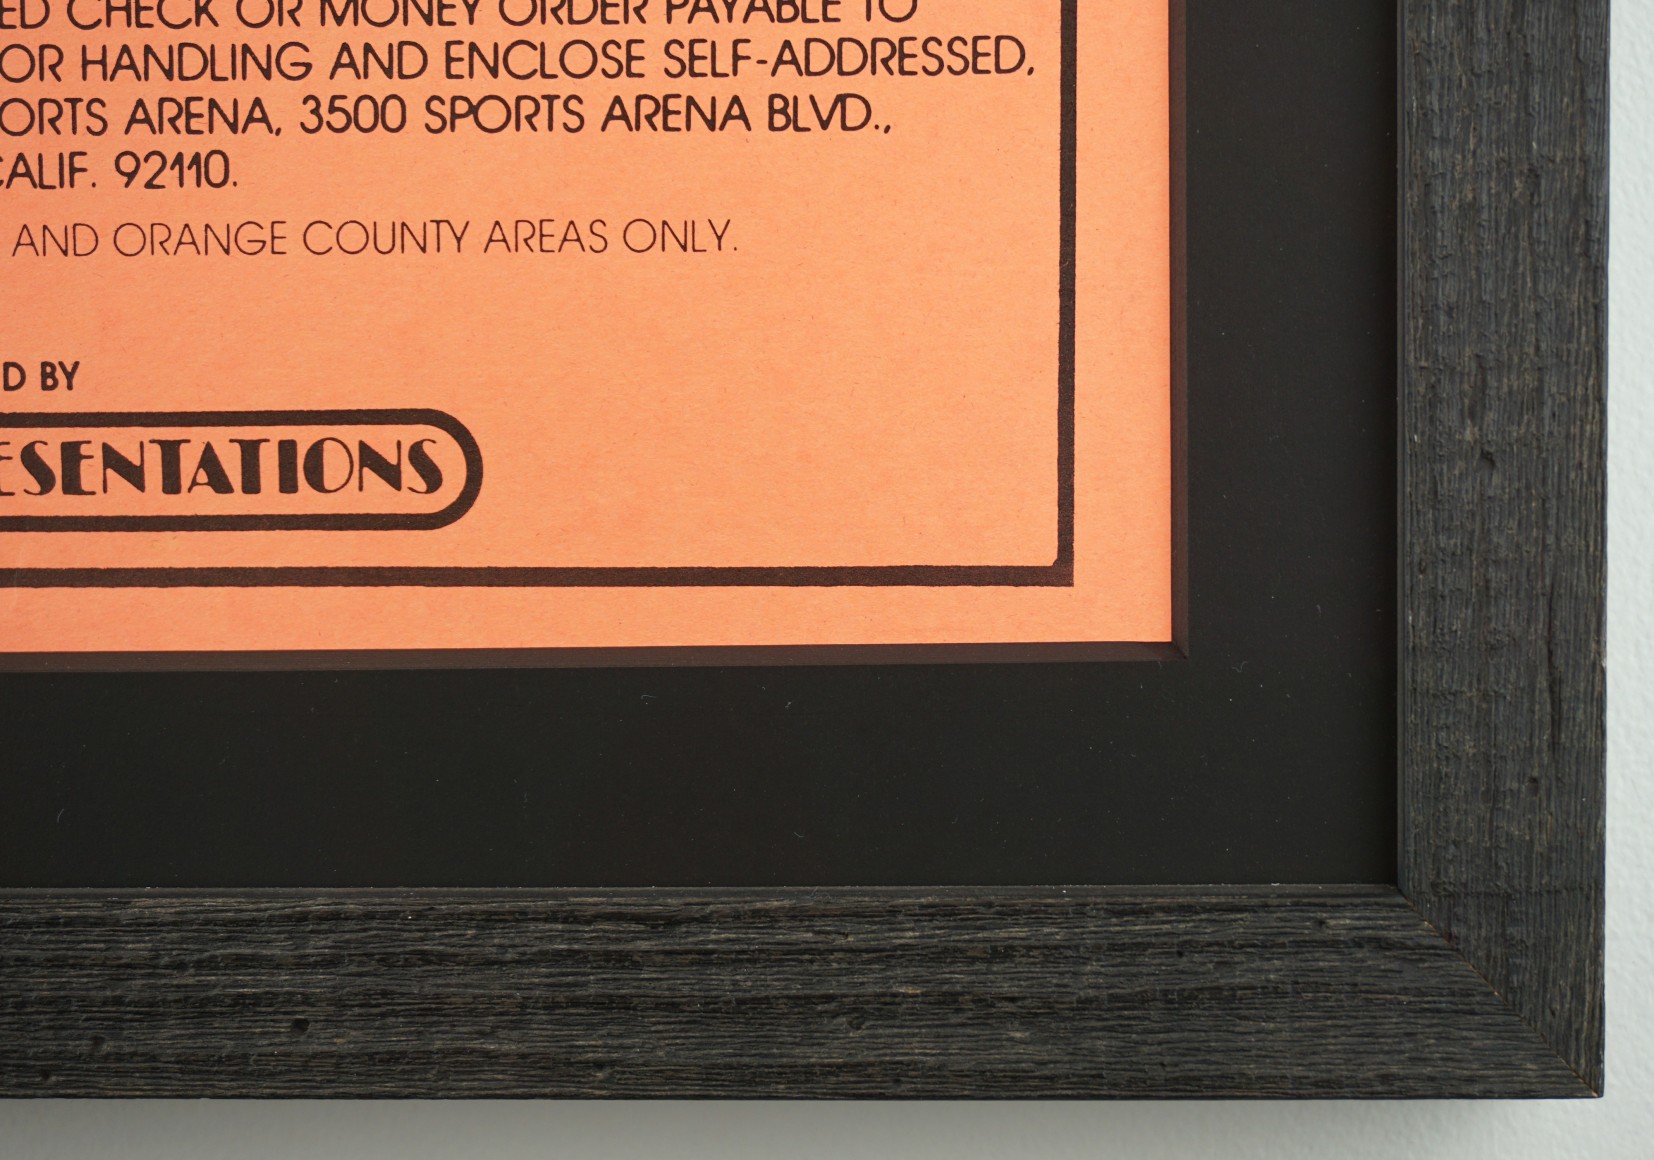 ED CHECK OR MONEY ORDER PAYABLE TO
OR HANDLING AND ENCLOSE SELF-ADDRESSED,
ORTS ARENA, 3500 SPORTS ARENA BLVD.,
CALIF. 92110.
AND ORANGE COUNTY AREAS ONLY.
D BY
ESENTATIONS